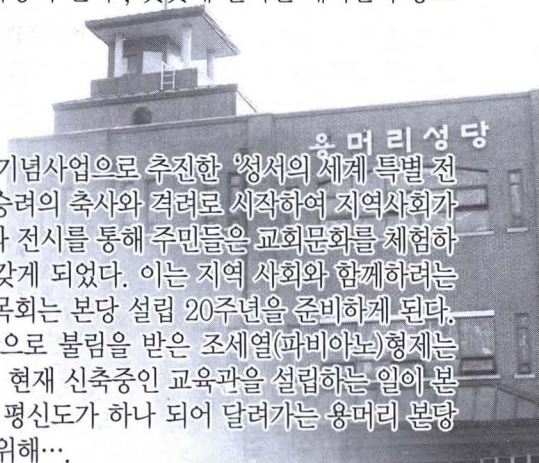 용머리성당
기념사업으로 추진한 '성서의 세계 특별 전
승려의 축사와 격려로 시작하여 지역사회가
전시를 통해 주민들은 교회문화를 체험하
갖게 되었다. 이는 지역 사회와 함께하려는
목회는 본당 설립 20주년을 준비하게 된다.
으로 불림을 받은 조세열(파비아노)형제는
현재 신축중인 교육관을 설립하는 일이 본
평신도가 하나 되어 달려가는 용머리 본당
위해….